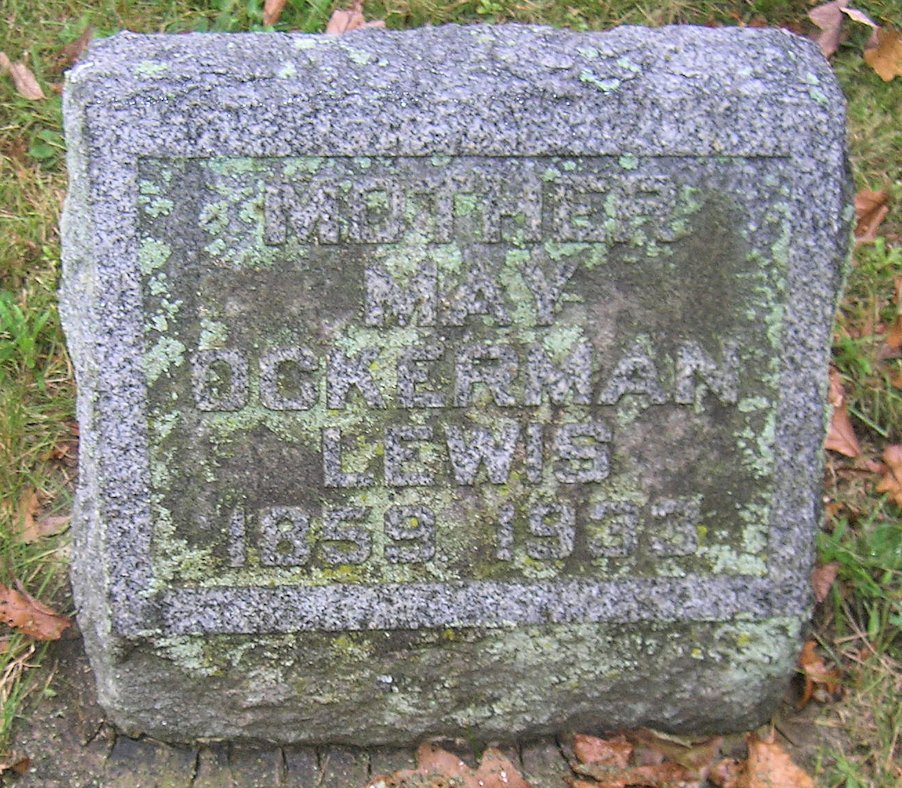 MOTHER
MAY
OCKERMAN
LEWIS
1859 1933